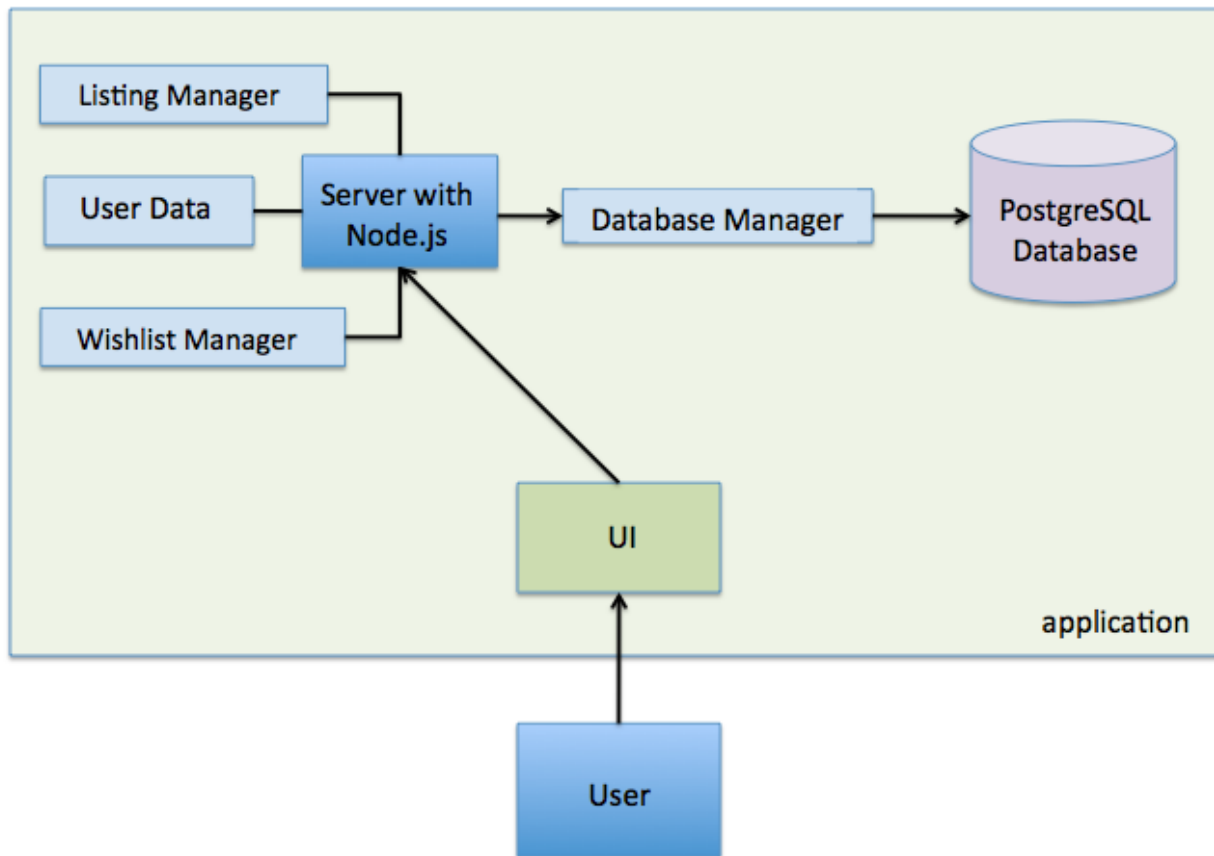 Listing Manager
User Data
Server with
Node.js
Database Manager
PostgreSQL
Database
Wishlist Manager
UI
application
User